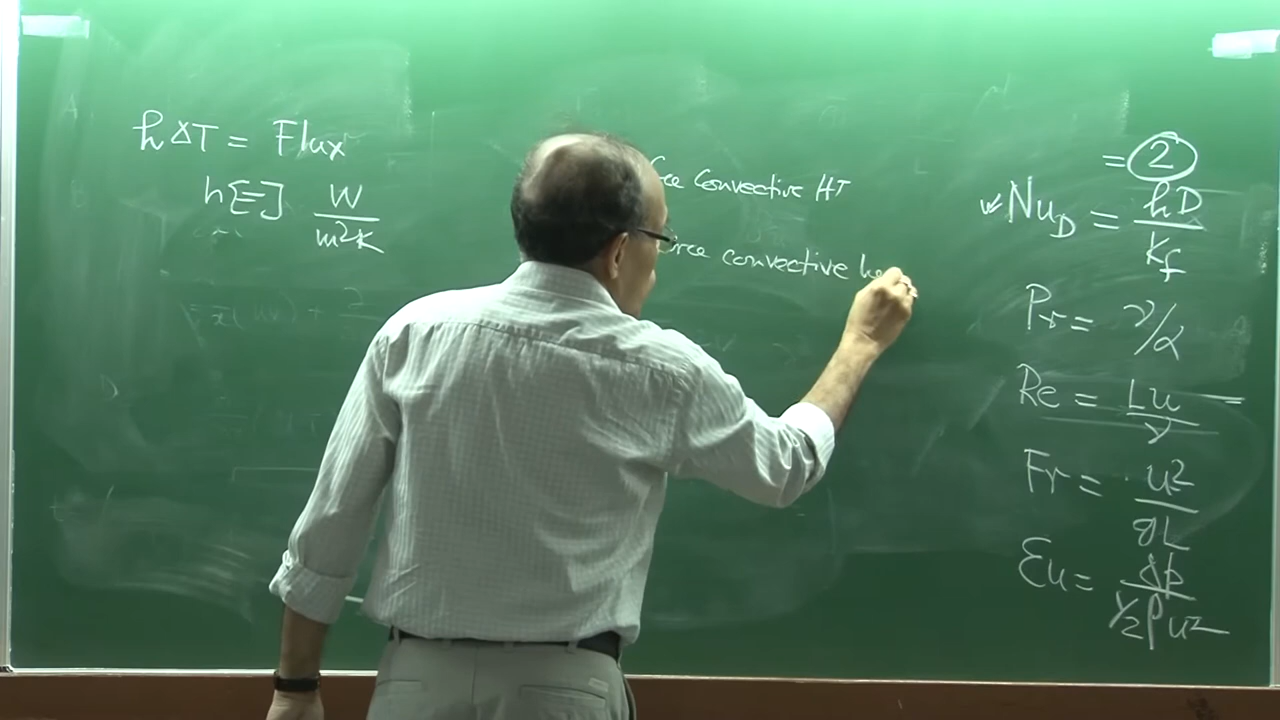 h ΔT = Flux
h [Ξ] W/m²K
Convective HT
convective
= 2
Nu_D = hD/K_f
Pr = ν/α
Re = Lu/ν
Fr = u²/gL
Eu = Δp/½ρu²